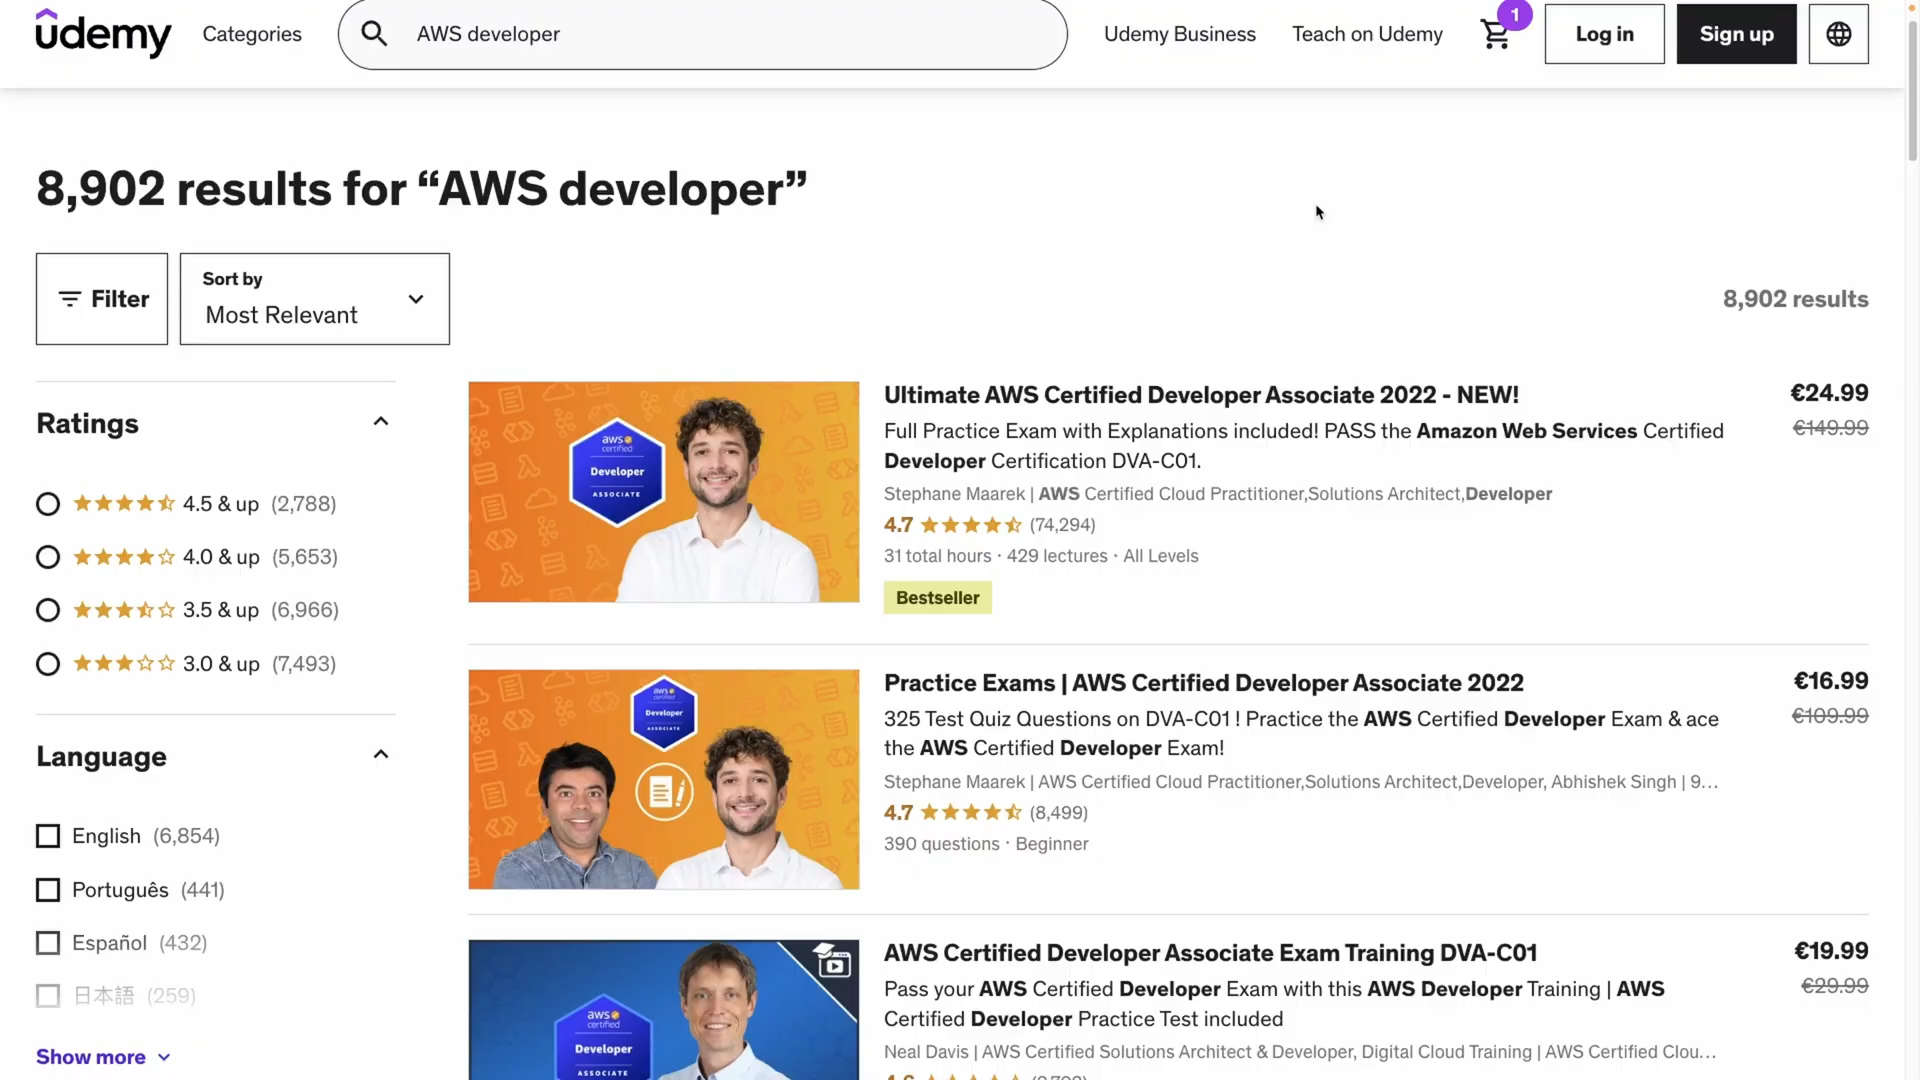 udemy
Categories
AWS developer
Udemy Business
Teach on Udemy
1
Log in
Sign up
8,902 results for “AWS developer”
Filter
Sort by
Most Relevant
8,902 results
Ratings
4.5 & up (2,788)
4.0 & up (5,653)
3.5 & up (6,966)
3.0 & up (7,493)
Language
English (6,854)
Português (441)
Español (432)
日本語 (259)
Show more
aws
certified
Developer
ASSOCIATE
Ultimate AWS Certified Developer Associate 2022 - NEW!
€24.99
Full Practice Exam with Explanations included! PASS the Amazon Web Services Certified
€149.99
Developer Certification DVA-C01.
Stephane Maarek | AWS Certified Cloud Practitioner,Solutions Architect,Developer
4.7 (74,294)
31 total hours · 429 lectures · All Levels
Bestseller
aws
certified
Developer
ASSOCIATE
Practice Exams | AWS Certified Developer Associate 2022
€16.99
325 Test Quiz Questions on DVA-C01 ! Practice the AWS Certified Developer Exam & ace
€109.99
the AWS Certified Developer Exam!
Stephane Maarek | AWS Certified Cloud Practitioner,Solutions Architect,Developer, Abhishek Singh | 9...
4.7 (8,499)
390 questions · Beginner
aws
certified
Developer
ASSOCIATE
AWS Certified Developer Associate Exam Training DVA-C01
€19.99
Pass your AWS Certified Developer Exam with this AWS Developer Training | AWS
€29.99
Certified Developer Practice Test included
Neal Davis | AWS Certified Solutions Architect & Developer, Digital Cloud Training | AWS Certified Clou...